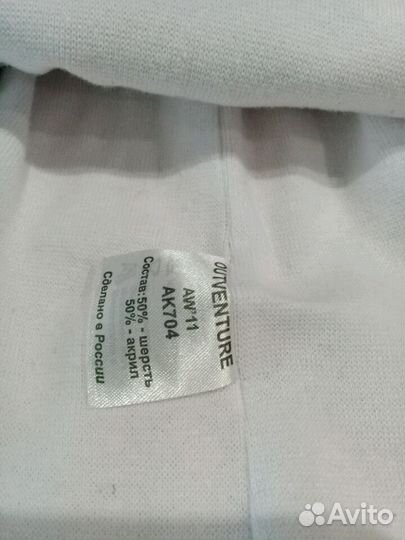 OUTVENTURE
AW'11
AK704
Состав:50% - шерсть
50% - акрил
Сделано в России
Avito